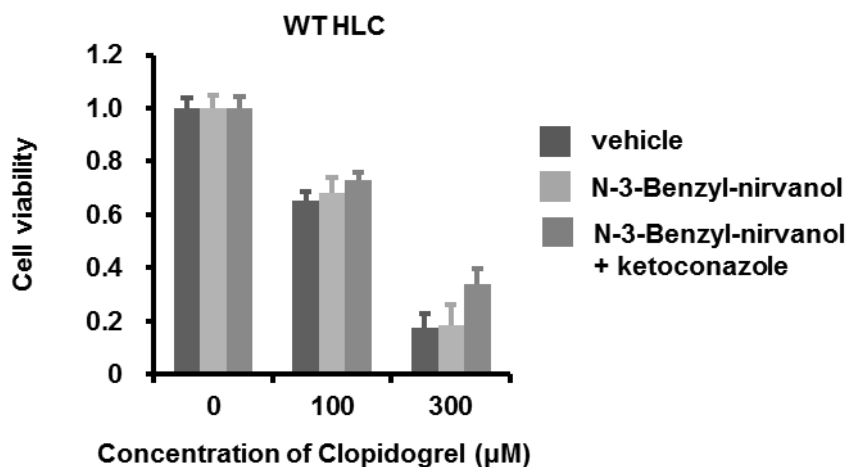 WT HLC
1.2
1.0
0.8
0.6
0.4
0.2
0
Cell viability
0 100 300
Concentration of Clopidogrel (μM)
vehicle
N-3-Benzyl-nirvanol
N-3-Benzyl-nirvanol
+ ketoconazole